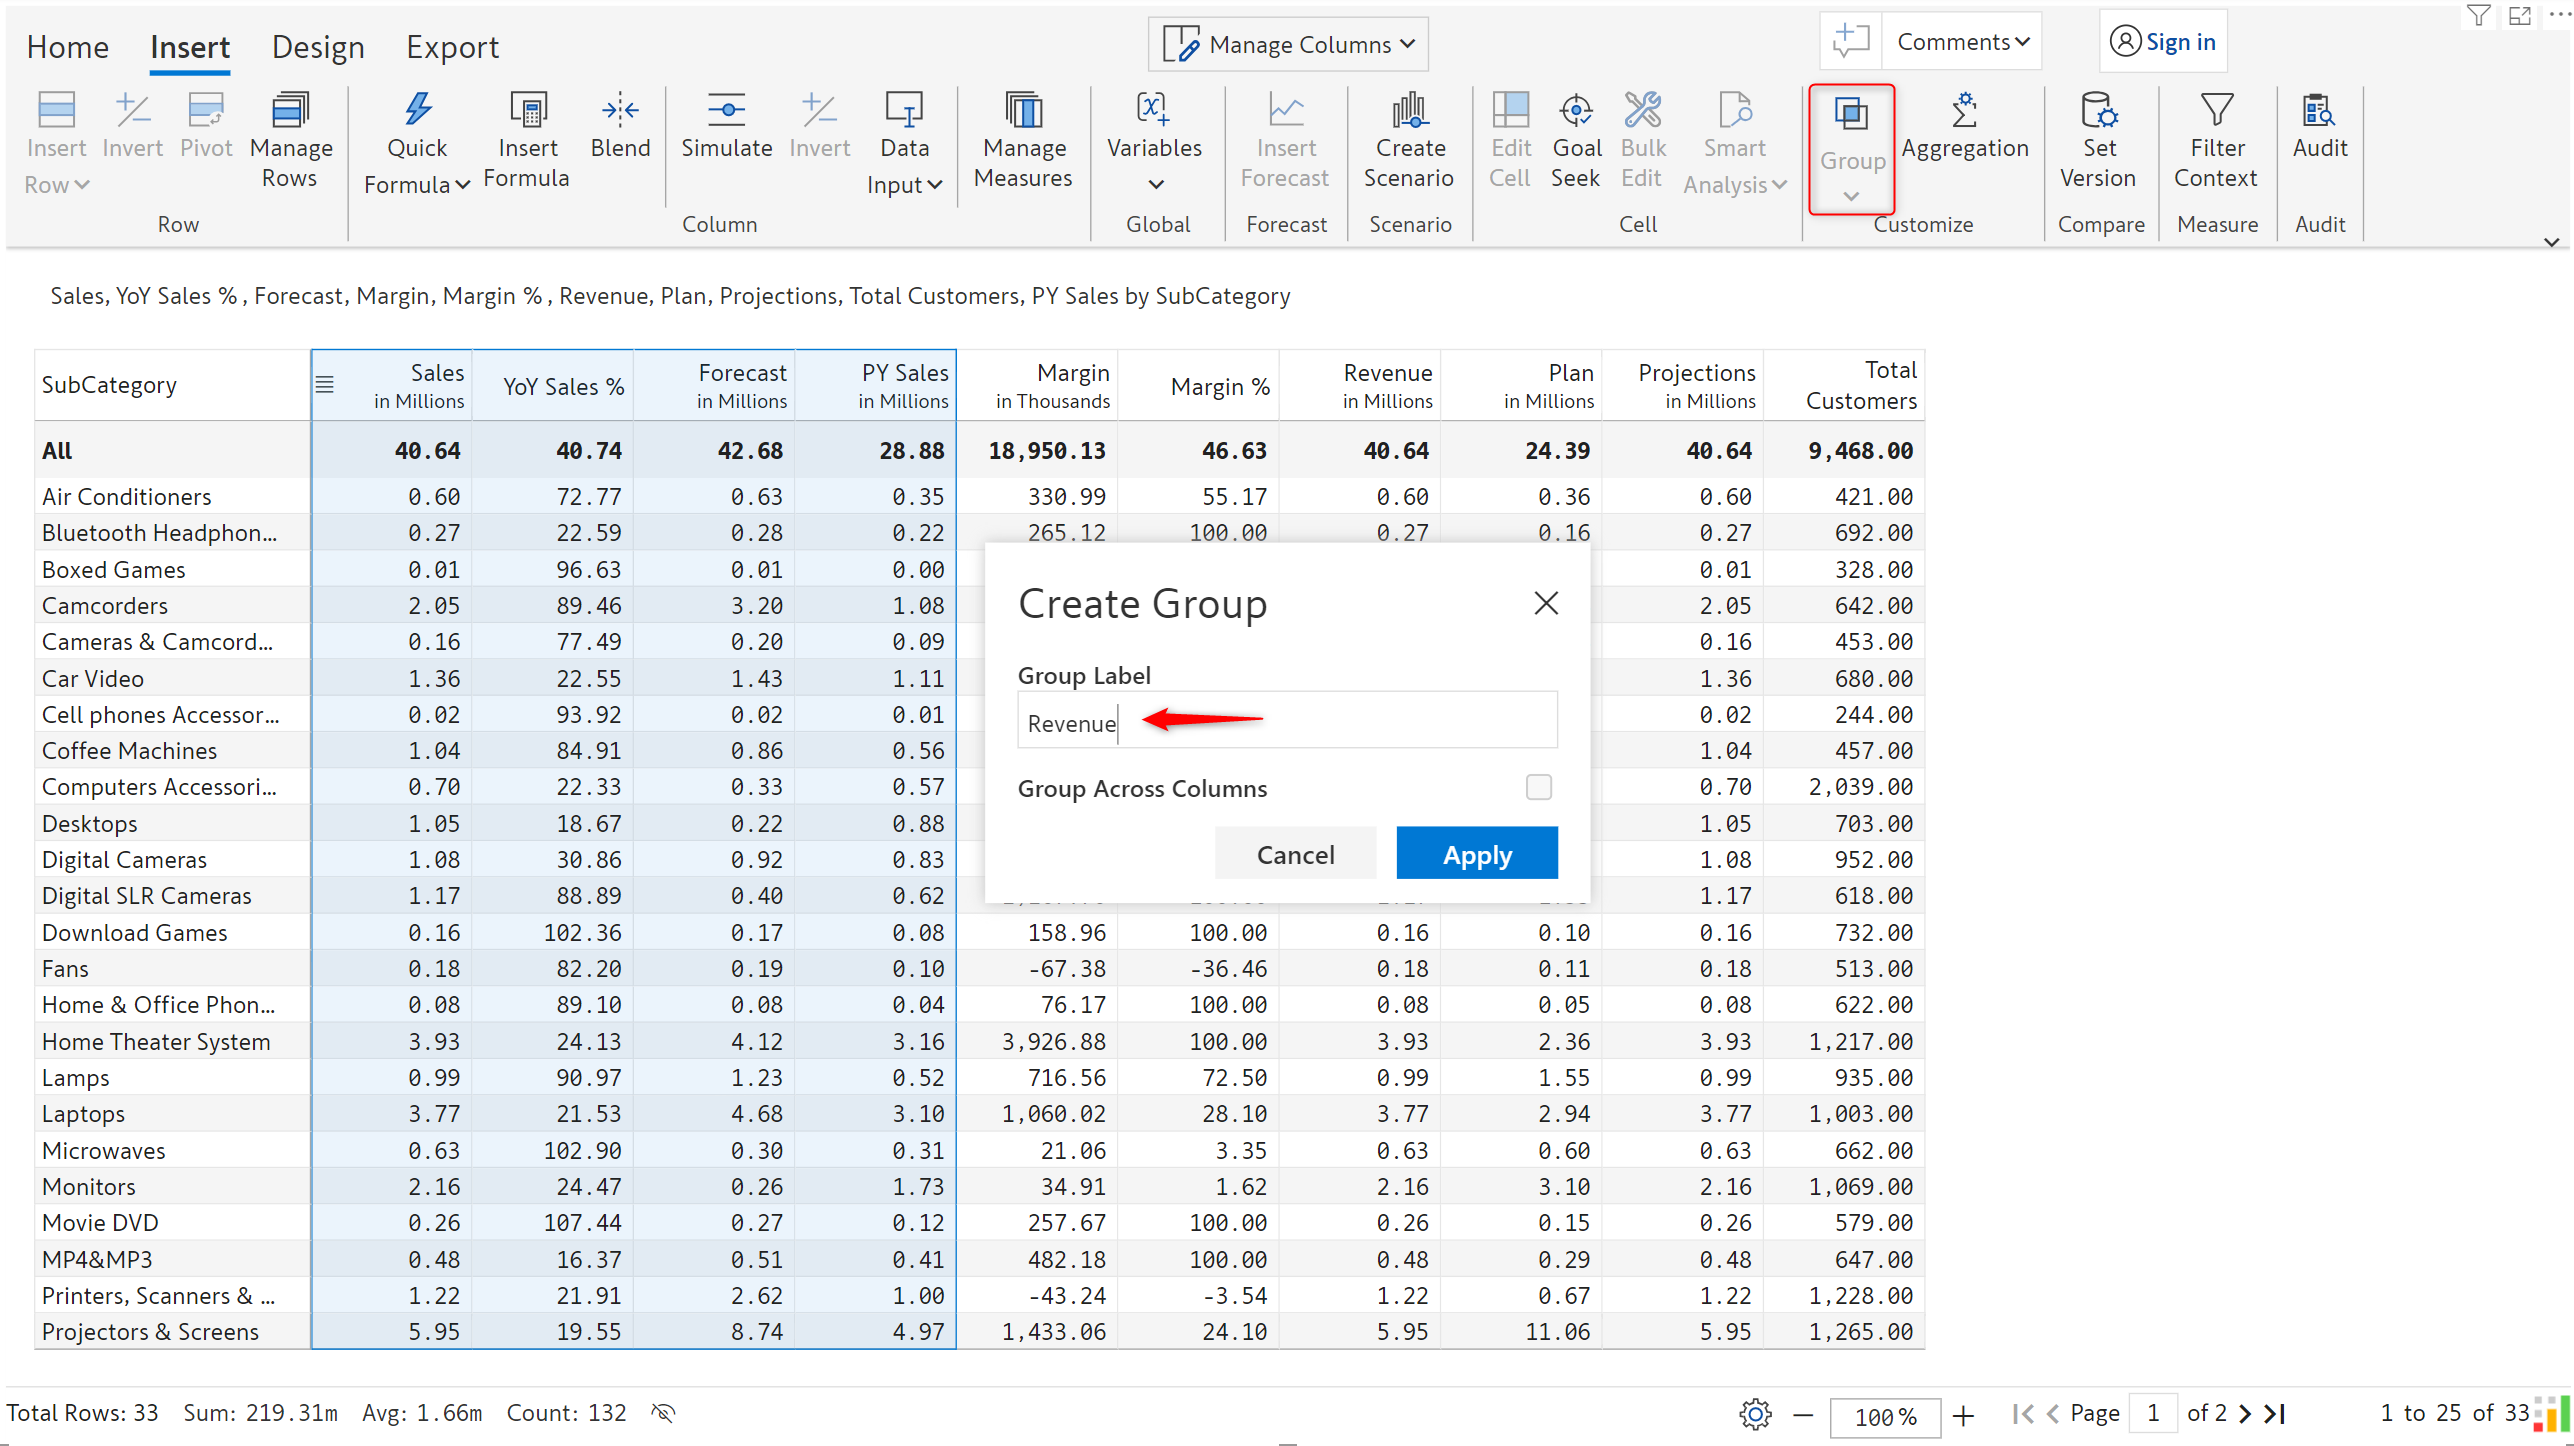 Home Insert Design Export Manage Columns Comments Sign in
Insert Row Invert Pivot Manage Rows Quick Formula Insert Formula Blend Simulate Invert Data Input Manage Measures Variables Insert Forecast Create Scenario Edit Cell Goal Seek Bulk Edit Smart Analysis Group Aggregation Set Version Filter Context Audit
Row Column Global Forecast Scenario Cell Customize Compare Measure Audit
Sales, YoY Sales % , Forecast, Margin, Margin % , Revenue, Plan, Projections, Total Customers, PY Sales by SubCategory
SubCategory Sales in Millions YoY Sales % Forecast in Millions PY Sales in Millions Margin in Thousands Margin % Revenue in Millions Plan in Millions Projections in Millions Total Customers
All 40.64 40.74 42.68 28.88 18,950.13 46.63 40.64 24.39 40.64 9,468.00
Air Conditioners 0.60 72.77 0.63 0.35 330.99 55.17 0.60 0.36 0.60 421.00
Bluetooth Headphon... 0.27 22.59 0.28 0.22 265.12 100.00 0.27 0.16 0.27 692.00
Boxed Games 0.01 96.63 0.01 0.00 0.01 328.00
Camcorders 2.05 89.46 3.20 1.08 2.05 642.00
Cameras & Camcord... 0.16 77.49 0.20 0.09 0.16 453.00
Car Video 1.36 22.55 1.43 1.11 1.36 680.00
Cell phones Accessor... 0.02 93.92 0.02 0.01 0.02 244.00
Coffee Machines 1.04 84.91 0.86 0.56 1.04 457.00
Computers Accessori... 0.70 22.33 0.33 0.57 0.70 2,039.00
Desktops 1.05 18.67 0.22 0.88 1.05 703.00
Digital Cameras 1.08 30.86 0.92 0.83 1.08 952.00
Digital SLR Cameras 1.17 88.89 0.40 0.62 1.17 618.00
Download Games 0.16 102.36 0.17 0.08 158.96 100.00 0.16 0.10 0.16 732.00
Fans 0.18 82.20 0.19 0.10 -67.38 -36.46 0.18 0.11 0.18 513.00
Home & Office Phon... 0.08 89.10 0.08 0.04 76.17 100.00 0.08 0.05 0.08 622.00
Home Theater System 3.93 24.13 4.12 3.16 3,926.88 100.00 3.93 2.36 3.93 1,217.00
Lamps 0.99 90.97 1.23 0.52 716.56 72.50 0.99 1.55 0.99 935.00
Laptops 3.77 21.53 4.68 3.10 1,060.02 28.10 3.77 2.94 3.77 1,003.00
Microwaves 0.63 102.90 0.30 0.31 21.06 3.35 0.63 0.60 0.63 662.00
Monitors 2.16 24.47 0.26 1.73 34.91 1.62 2.16 3.10 2.16 1,069.00
Movie DVD 0.26 107.44 0.27 0.12 257.67 100.00 0.26 0.15 0.26 579.00
MP4&MP3 0.48 16.37 0.51 0.41 482.18 100.00 0.48 0.29 0.48 647.00
Printers, Scanners & ... 1.22 21.91 2.62 1.00 -43.24 -3.54 1.22 0.67 1.22 1,228.00
Projectors & Screens 5.95 19.55 8.74 4.97 1,433.06 24.10 5.95 11.06 5.95 1,265.00
Create Group
Group Label
Revenue
Group Across Columns
Cancel Apply
Total Rows: 33 Sum: 219.31m Avg: 1.66m Count: 132 100% Page 1 of 2 1 to 25 of 33